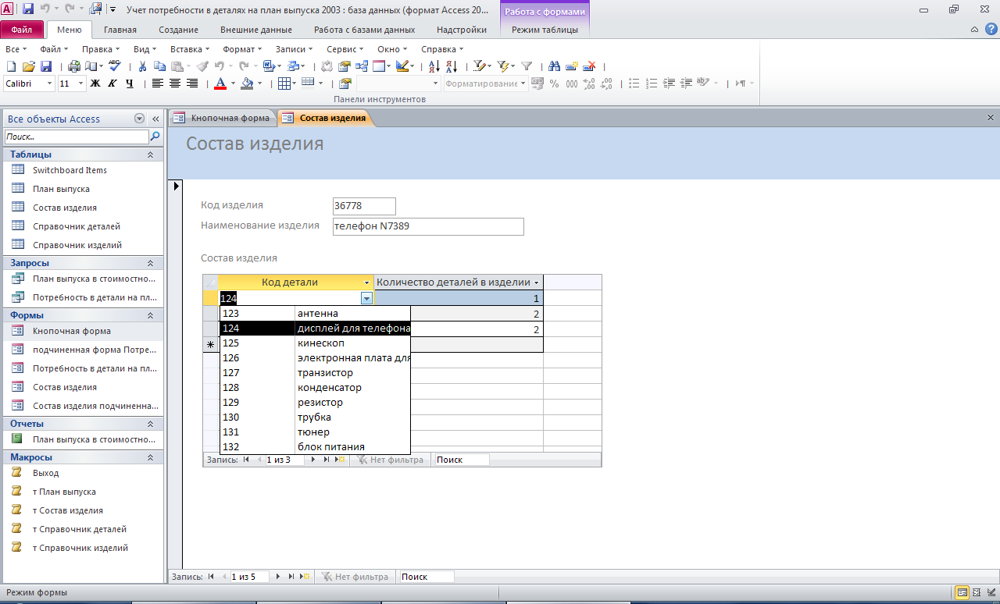 Учет потребности в деталях на план выпуска 2003 : база данных (формат Access 20...
Работа с формами
Файл
Меню
Главная
Создание
Внешние данные
Работа с базами данных
Надстройки
Режим таблицы
Все
Файл
Правка
Вид
Вставка
Формат
Записи
Сервис
Окно
Справка
Calibri
11
Ж
К
Ч
Форматирование
Панели инструментов
Все объекты Access
Поиск...
Таблицы
Switchboard Items
План выпуска
Состав изделия
Справочник деталей
Справочник изделий
Запросы
План выпуска в стоимостно...
Потребность в детали на пл...
Формы
Кнопочная форма
подчиненная форма Потре...
Потребность в детали на пл...
Состав изделия
Состав изделия подчиненна...
Отчеты
План выпуска в стоимостно...
Макросы
Выход
т План выпуска
т Состав изделия
т Справочник деталей
т Справочник изделий
Кнопочная форма
Состав изделия
Состав изделия
Код изделия
36778
Наименование изделия
телефон N7389
Состав изделия
Код детали
Количество деталей в изделии
124
1
2
2
123 антенна
124 дисплей для телефона
125 кинескоп
126 электронная плата для
127 транзистор
128 конденсатор
129 резистор
130 трубка
131 тюнер
132 блок питания
Запись: 1 из 3 Нет фильтра Поиск
Запись: 1 из 5 Нет фильтра Поиск
Режим формы